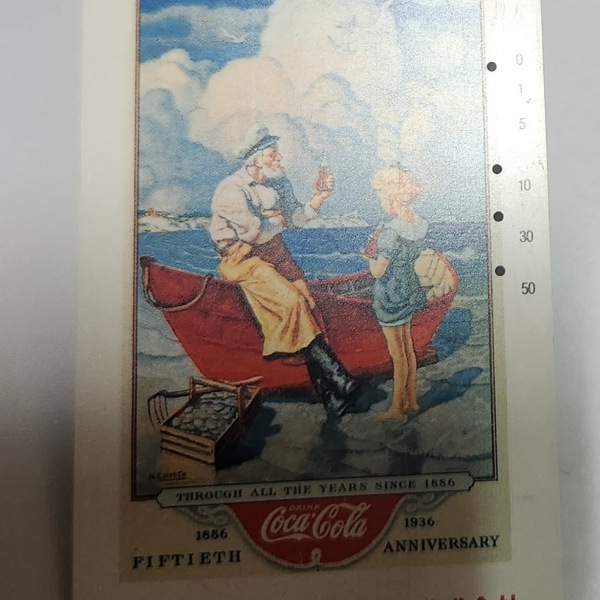 0
1
5
10
30
50
THROUGH ALL THE YEARS SINCE 1886
DRINK
Coca-Cola
1886 1936
FIFTIETH ANNIVERSARY